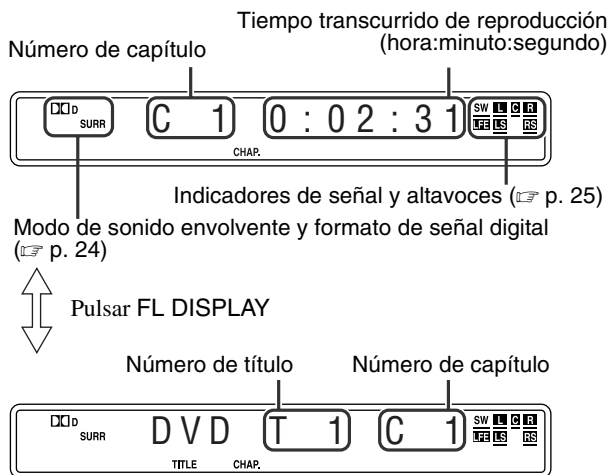 Tiempo transcurrido de reproducción
(hora:minuto:segundo)
Número de capítulo
D SURR C 1 0 : 0 2 : 3 1 SW L C R
LFE LS RS
CHAP.
Indicadores de señal y altavoces (☞ p. 25)
Modo de sonido envolvente y formato de señal digital
(☞ p. 24)
Pulsar FL DISPLAY
Número de título Número de capítulo
D SURR D V D T 1 C 1 SW L C R
LFE LS RS
TITLE CHAP.